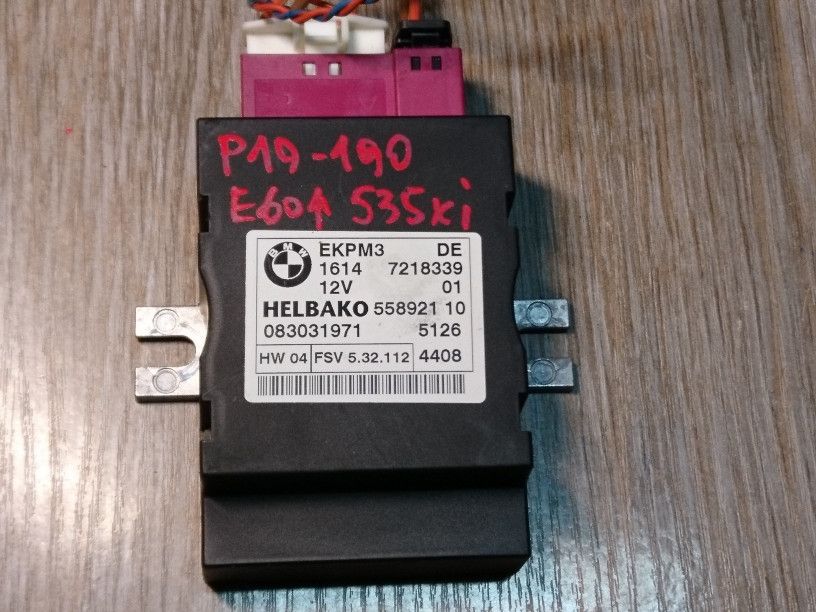 P19-190
E60↑ 535xi
BMW
EKPM3 DE
1614 7218339
12V 01
HELBAKO 558921 10
083031971 5126
HW 04 FSV 5.32.112 4408